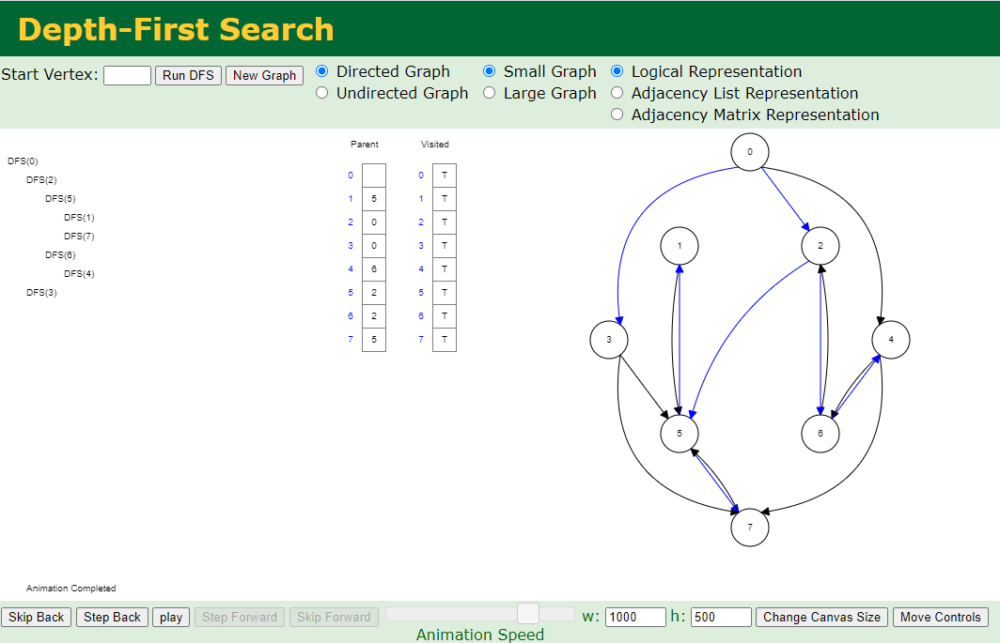 Depth-First Search
Start Vertex: Run DFS New Graph Directed Graph Small Graph Logical Representation
Undirected Graph Large Graph Adjacency List Representation
Adjacency Matrix Representation
Parent Visited
DFS(0)
DFS(2)
DFS(5)
DFS(1)
DFS(7)
DFS(6)
DFS(4)
DFS(3)
0 0 T
1 5 1 T
2 0 2 T
3 0 3 T
4 6 4 T
5 2 5 T
6 2 6 T
7 5 7 T
0
1 2
3 4
5 6
7
Animation Completed
Skip Back Step Back play Step Forward Skip Forward w: 1000 h: 500 Change Canvas Size Move Controls
Animation Speed